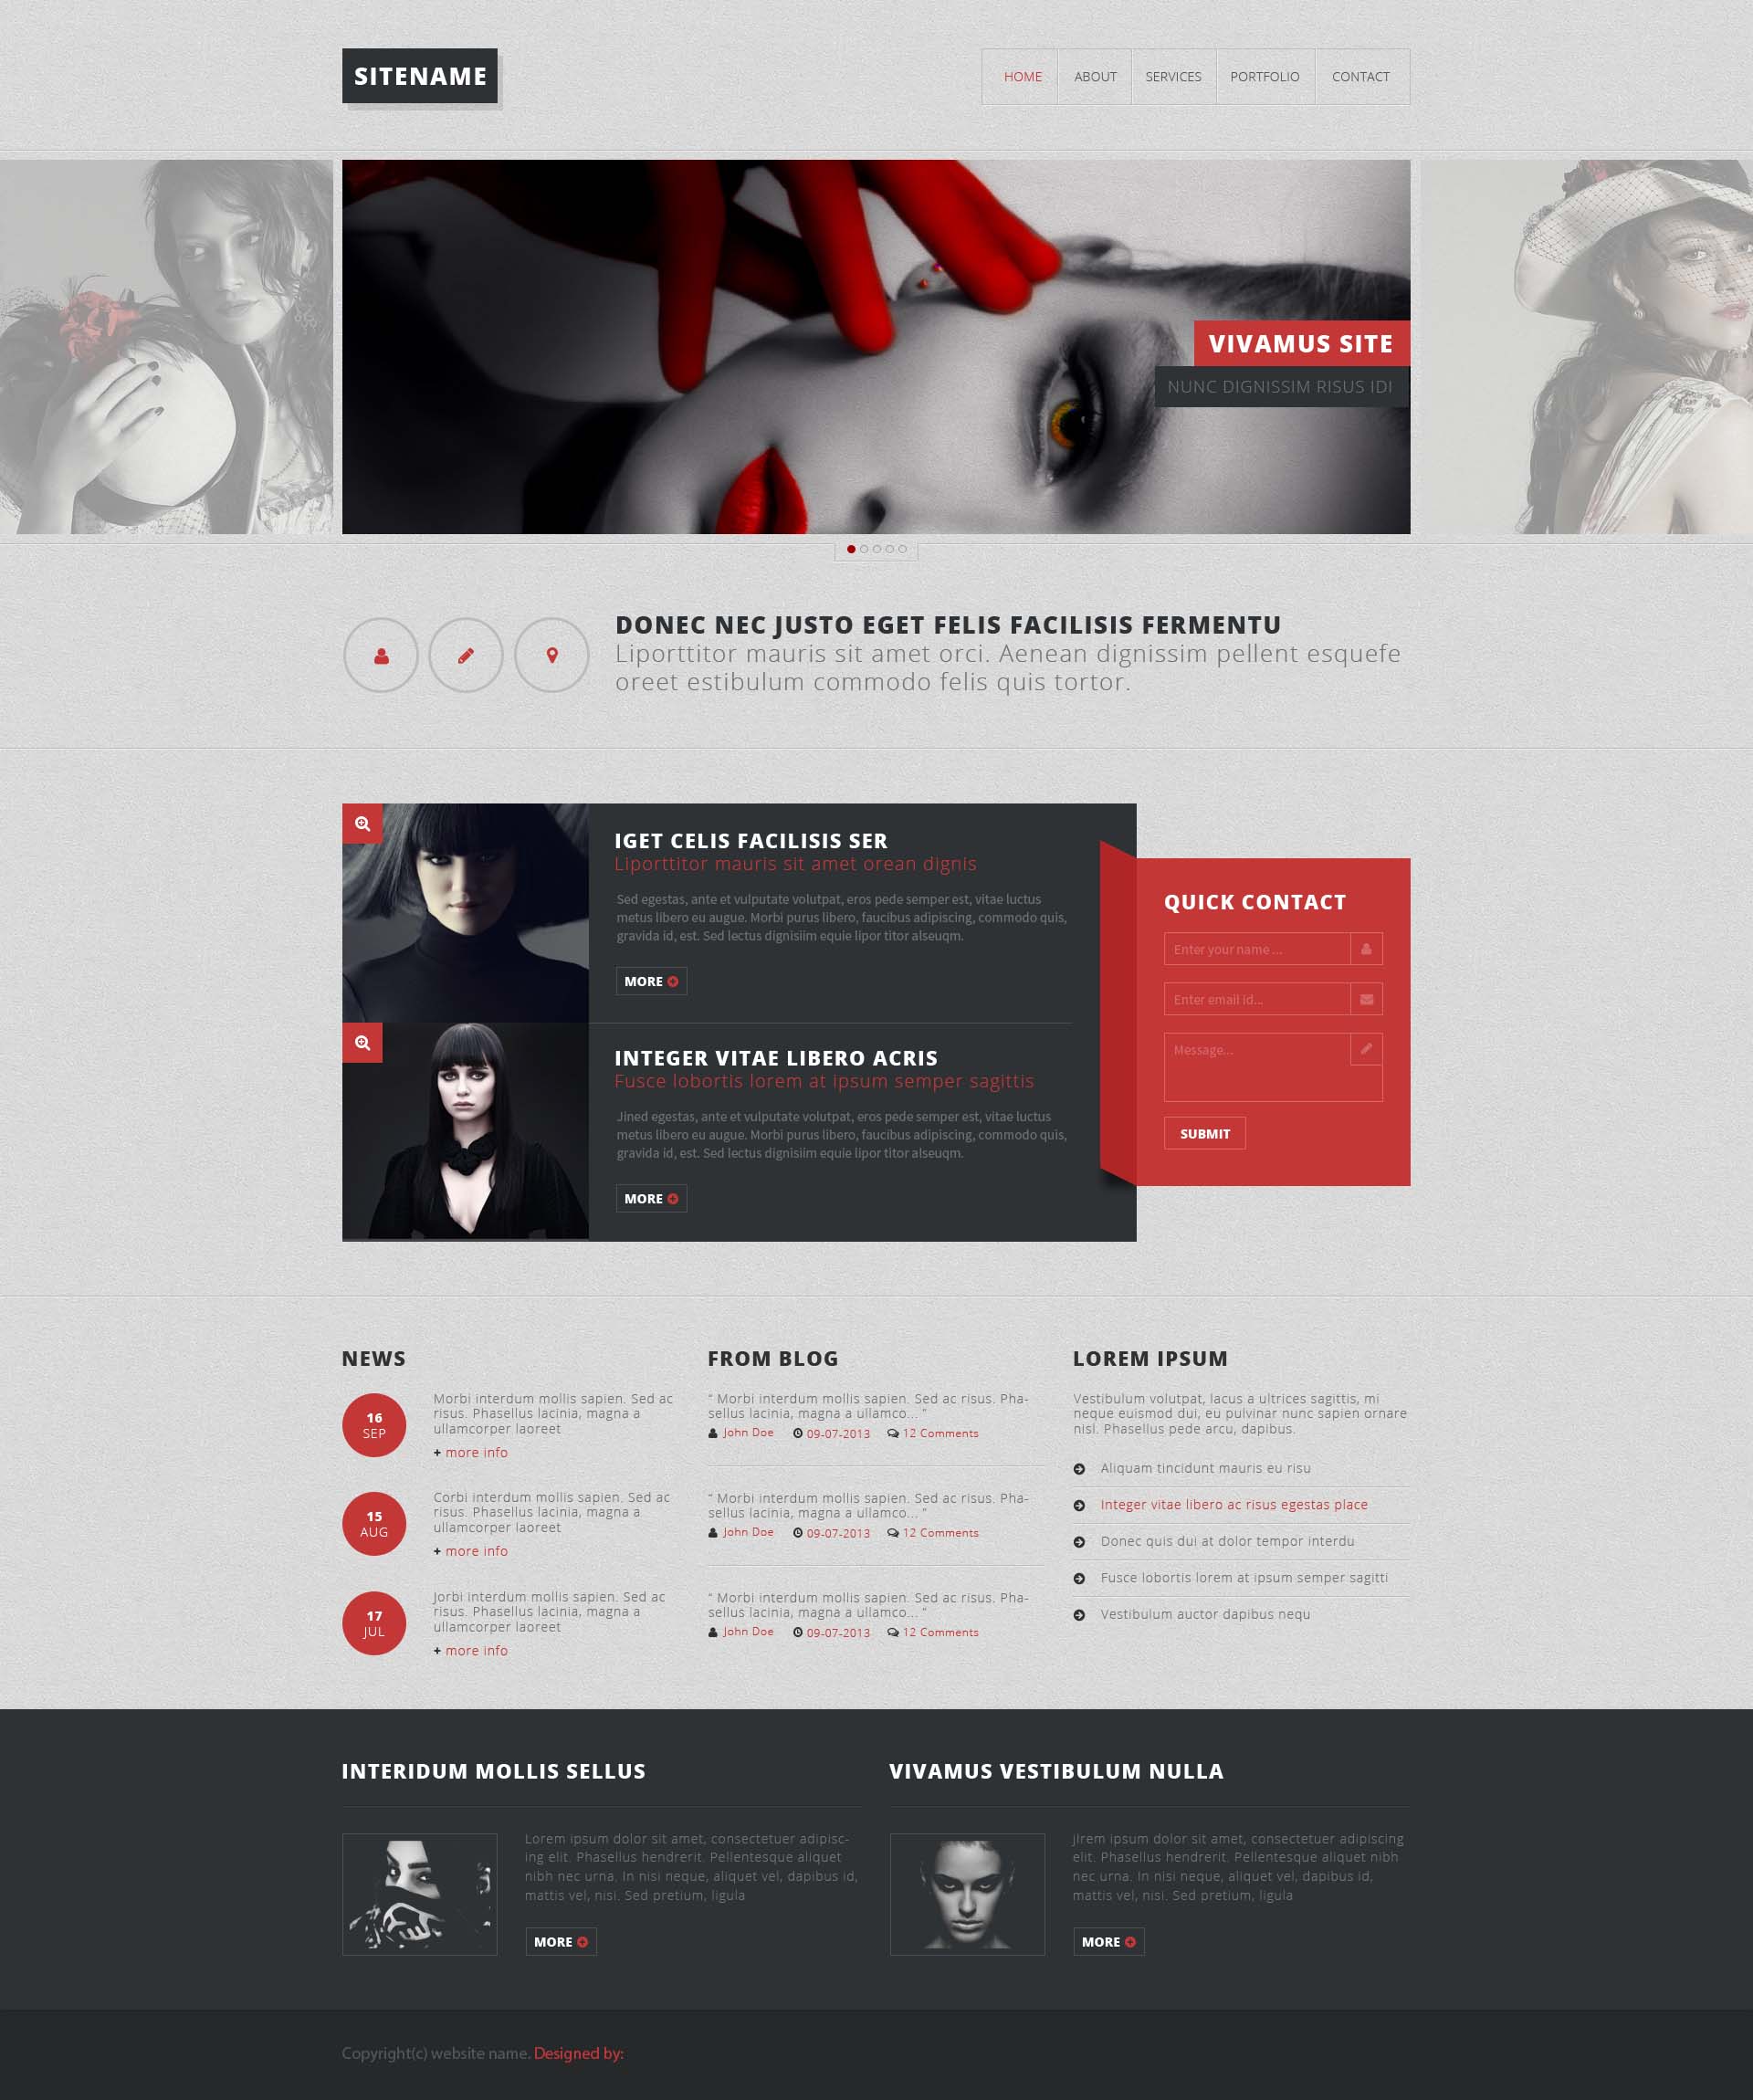 SITENAME
HOME ABOUT SERVICES PORTFOLIO CONTACT
VIVAMUS SITE
NUNC DIGNISSIM RISUS IDI
DONEC NEC JUSTO EGET FELIS FACILISIS FERMENTU
Liporttitor mauris sit amet orci. Aenean dignissim pellent esquefe
oreet estibulum commodo felis quis tortor.
IGET CELIS FACILISIS SER
Liporttitor mauris sit amet orean dignis
Sed egestas, ante et vulputate volutpat, eros pede semper est, vitae luctus
metus libero eu augue. Morbi purus libero, faucibus adipiscing, commodo quis,
gravida id, est. Sed lectus dignisiim equie lipor titor alseuqm.
MORE
INTEGER VITAE LIBERO ACRIS
Fusce lobortis lorem at ipsum semper sagittis
Jined egestas, ante et vulputate volutpat, eros pede semper est, vitae luctus
metus libero eu augue. Morbi purus libero, faucibus adipiscing, commodo quis,
gravida id, est. Sed lectus dignisiim equie lipor titor alseuqm.
MORE
QUICK CONTACT
Enter your name ...
Enter email id...
Message...
SUBMIT
NEWS
16
SEP
Morbi interdum mollis sapien. Sed ac
risus. Phasellus lacinia, magna a
ullamcorper laoreet
+ more info
15
AUG
Corbi interdum mollis sapien. Sed ac
risus. Phasellus lacinia, magna a
ullamcorper laoreet
+ more info
17
JUL
Jorbi interdum mollis sapien. Sed ac
risus. Phasellus lacinia, magna a
ullamcorper laoreet
+ more info
FROM BLOG
“ Morbi interdum mollis sapien. Sed ac risus. Pha-
sellus lacinia, magna a ullamco... ”
John Doe 09-07-2013 12 Comments
“ Morbi interdum mollis sapien. Sed ac risus. Pha-
sellus lacinia, magna a ullamco... ”
John Doe 09-07-2013 12 Comments
“ Morbi interdum mollis sapien. Sed ac risus. Pha-
sellus lacinia, magna a ullamco... ”
John Doe 09-07-2013 12 Comments
LOREM IPSUM
Vestibulum volutpat, lacus a ultrices sagittis, mi
neque euismod dui, eu pulvinar nunc sapien ornare
nisl. Phasellus pede arcu, dapibus.
Aliquam tincidunt mauris eu risu
Integer vitae libero ac risus egestas place
Donec quis dui at dolor tempor interdu
Fusce lobortis lorem at ipsum semper sagitti
Vestibulum auctor dapibus nequ
INTERIDUM MOLLIS SELLUS
Lorem ipsum dolor sit amet, consectetuer adipisc-
ing elit. Phasellus hendrerit. Pellentesque aliquet
nibh nec urna. In nisi neque, aliquet vel, dapibus id,
mattis vel, nisi. Sed pretium, ligula
MORE
VIVAMUS VESTIBULUM NULLA
Jlrem ipsum dolor sit amet, consectetuer adipiscing
elit. Phasellus hendrerit. Pellentesque aliquet nibh
nec urna. In nisi neque, aliquet vel, dapibus id,
mattis vel, nisi. Sed pretium, ligula
MORE
Copyright(c) website name. Designed by: